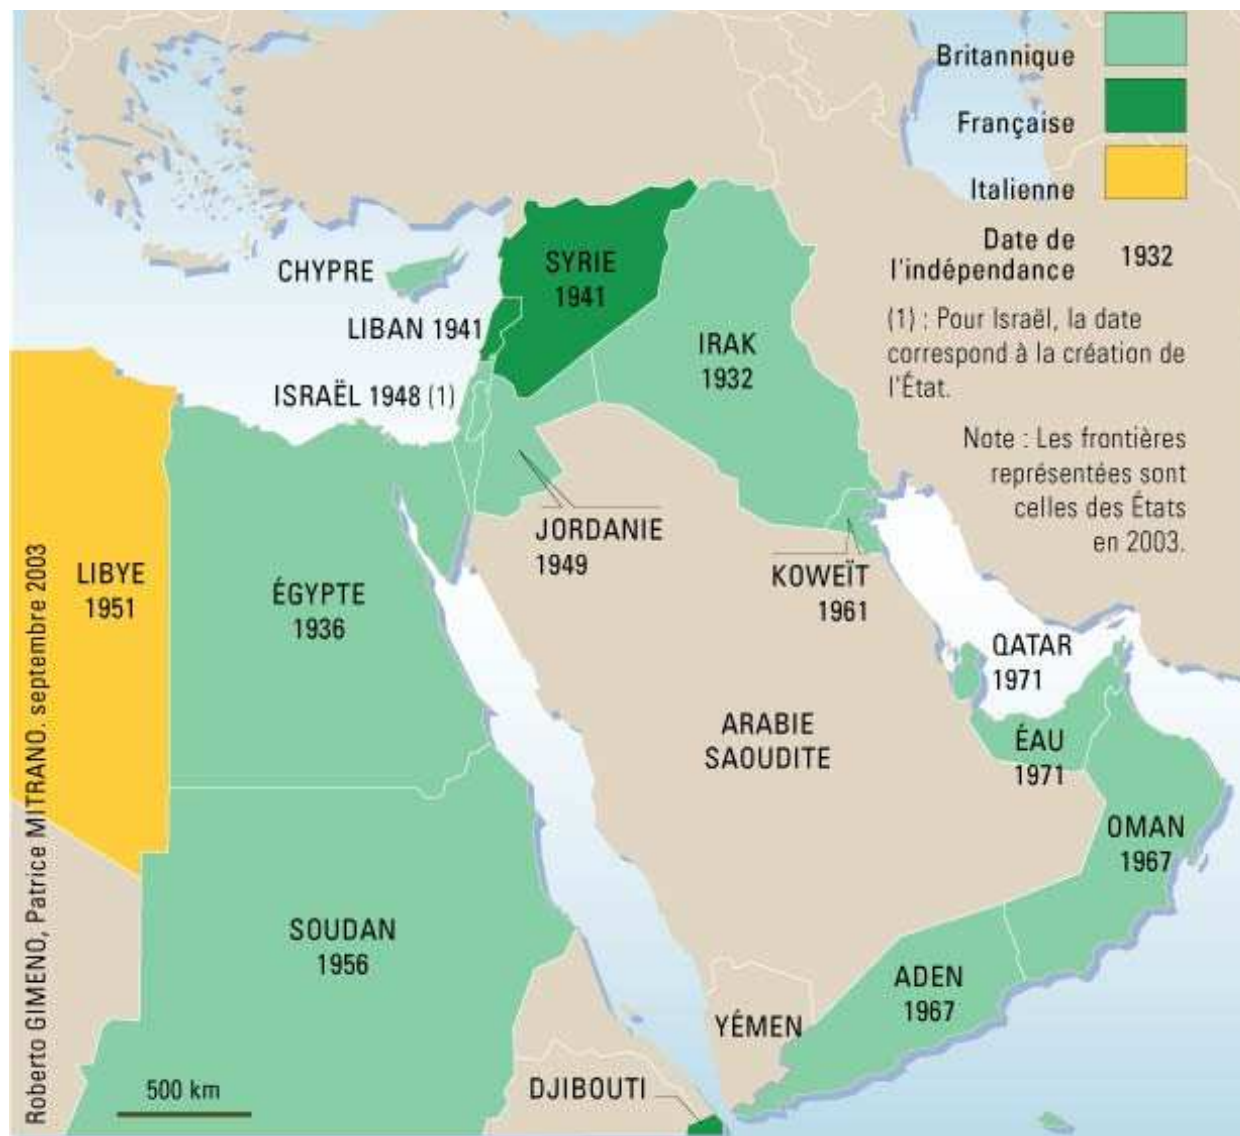 Britannique
Française
Italienne
Date de
l'indépendance
1932
(1) : Pour Israël, la date
correspond à la création de
l'État.
Note : Les frontières
représentées sont
celles des États
en 2003.
CHYPRE
SYRIE
1941
LIBAN 1941
IRAK
1932
ISRAËL 1948 (1)
JORDANIE
1949
KOWEÏT
1961
LIBYE
1951
ÉGYPTE
1936
QATAR
1971
ARABIE
SAOUDITE
ÉAU
1971
OMAN
1967
SOUDAN
1956
ADEN
1967
YÉMEN
DJIBOUTI
500 km
Roberto GIMENO, Patrice MITRANO. septembre 2003